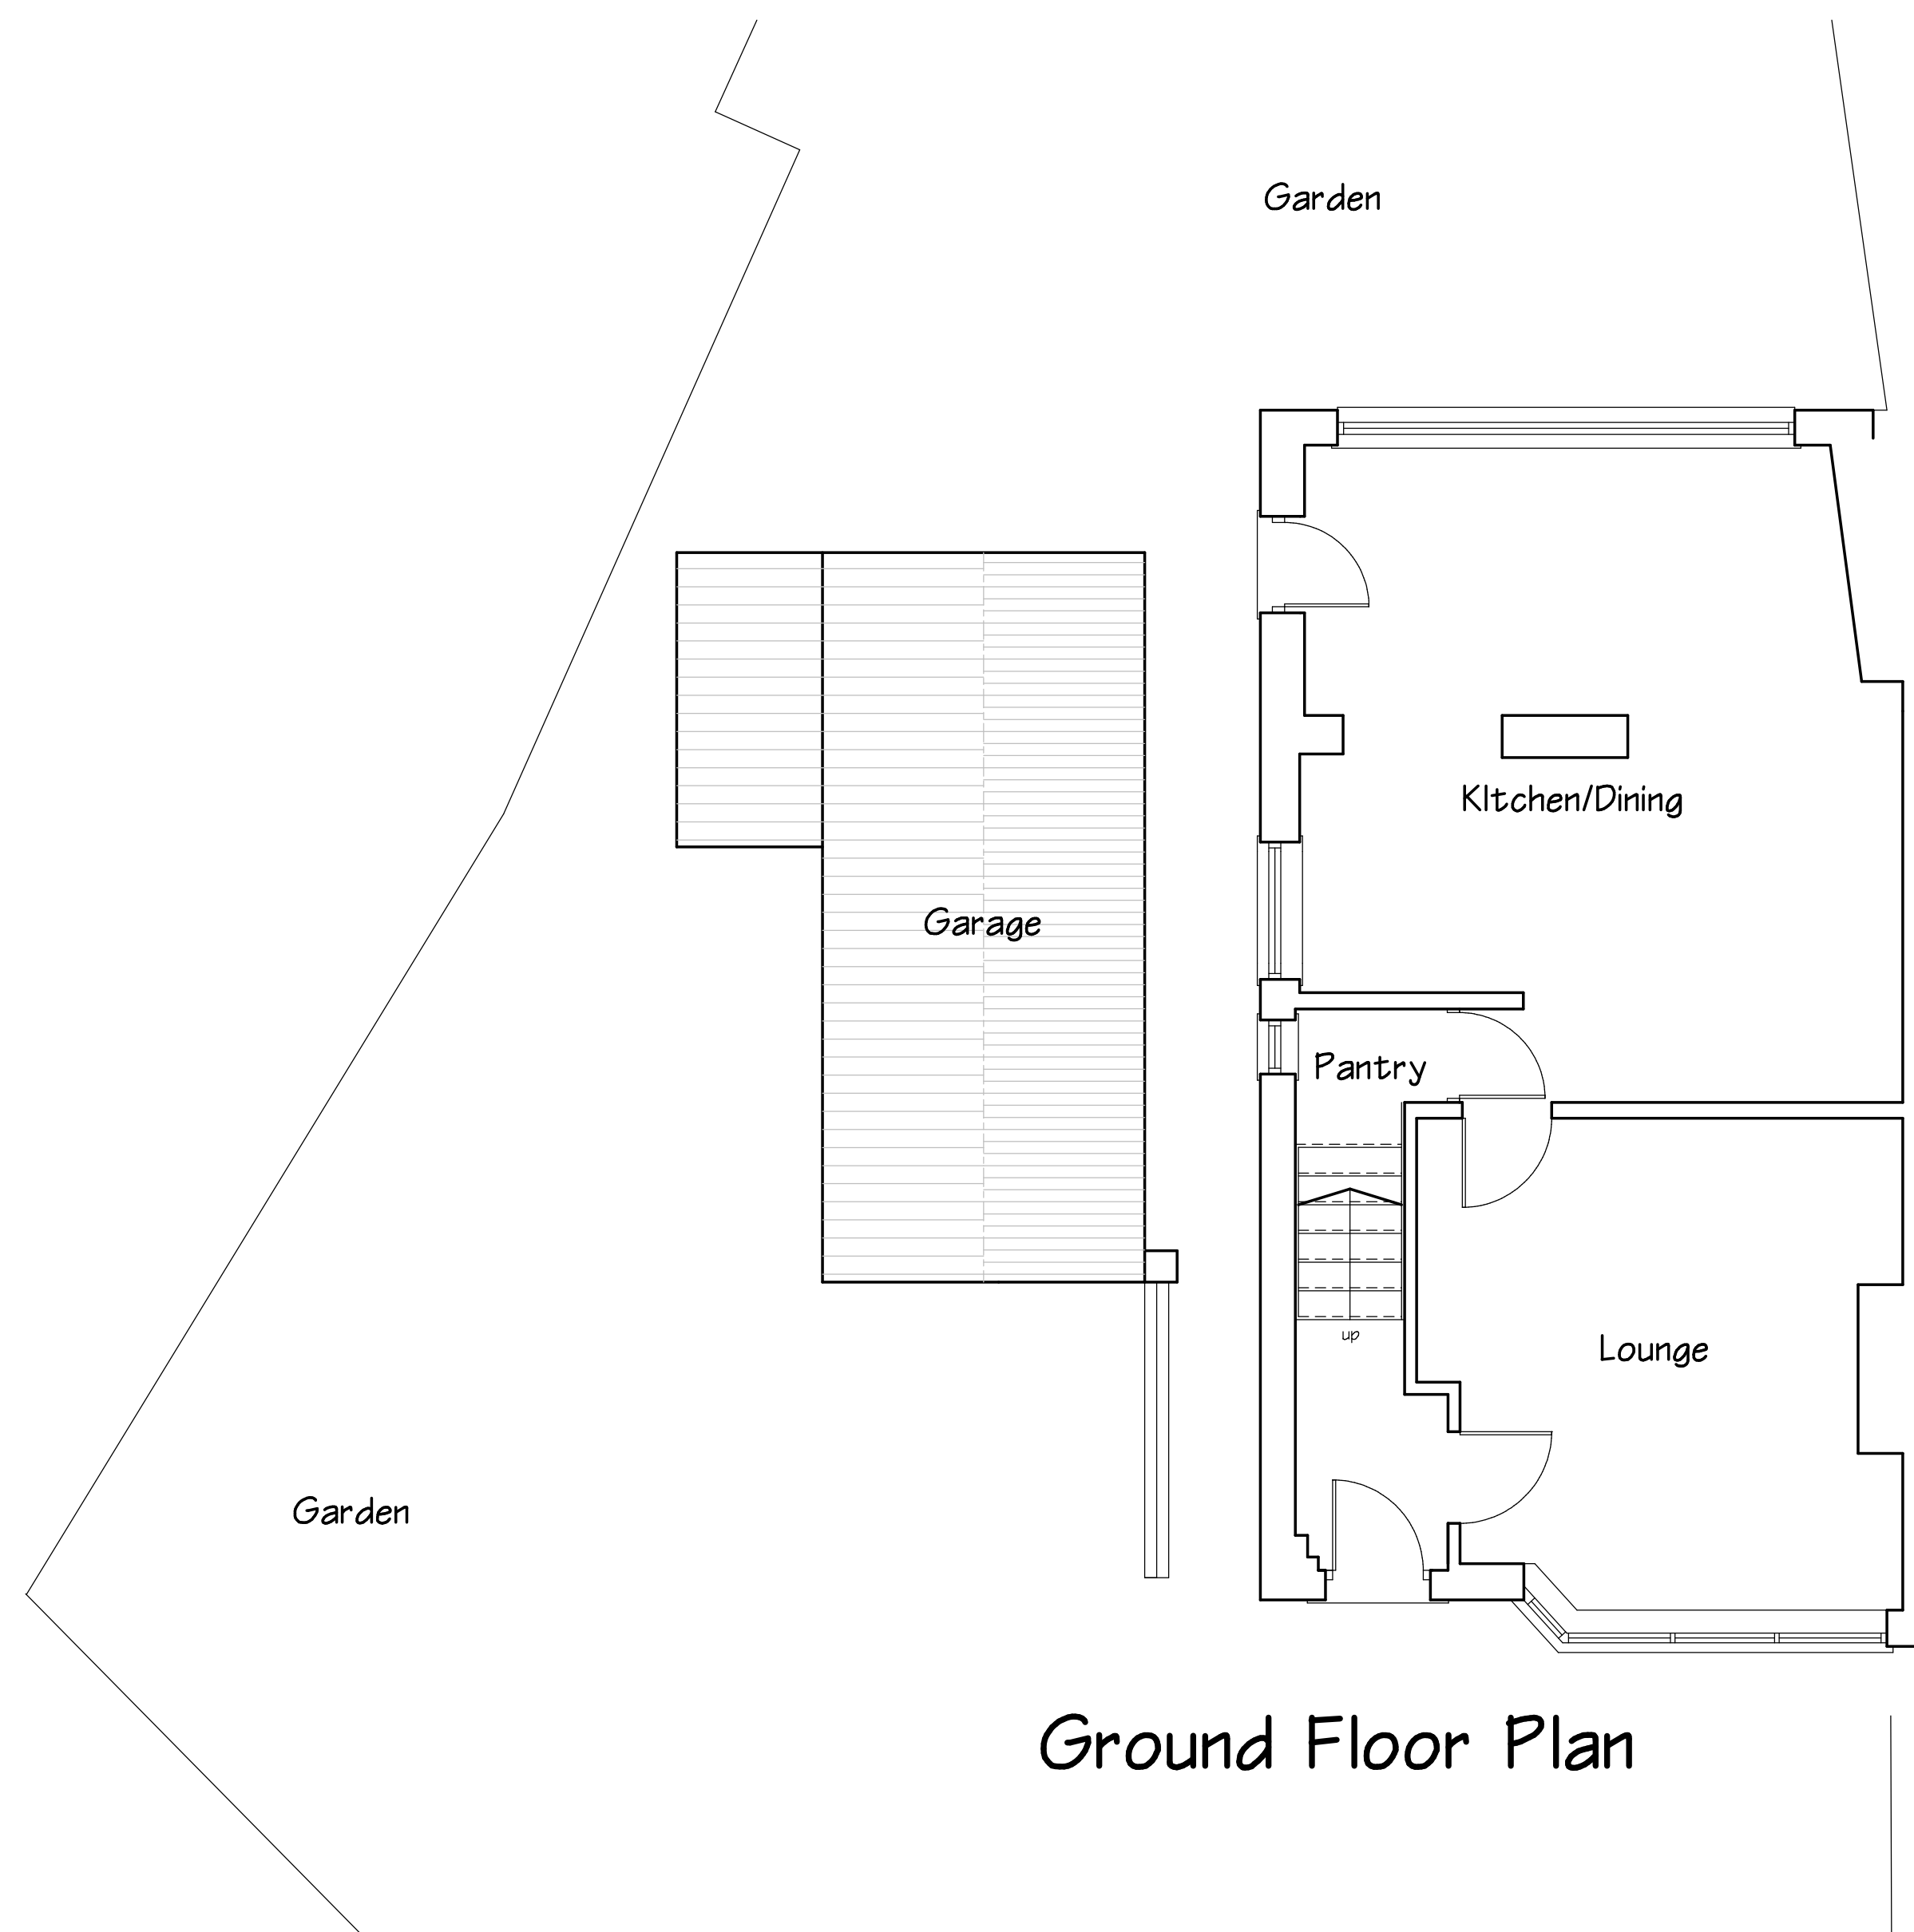 Garden
KItchen/Dining
Garage
Pantry
up
Lounge
Garden
Ground Floor Plan